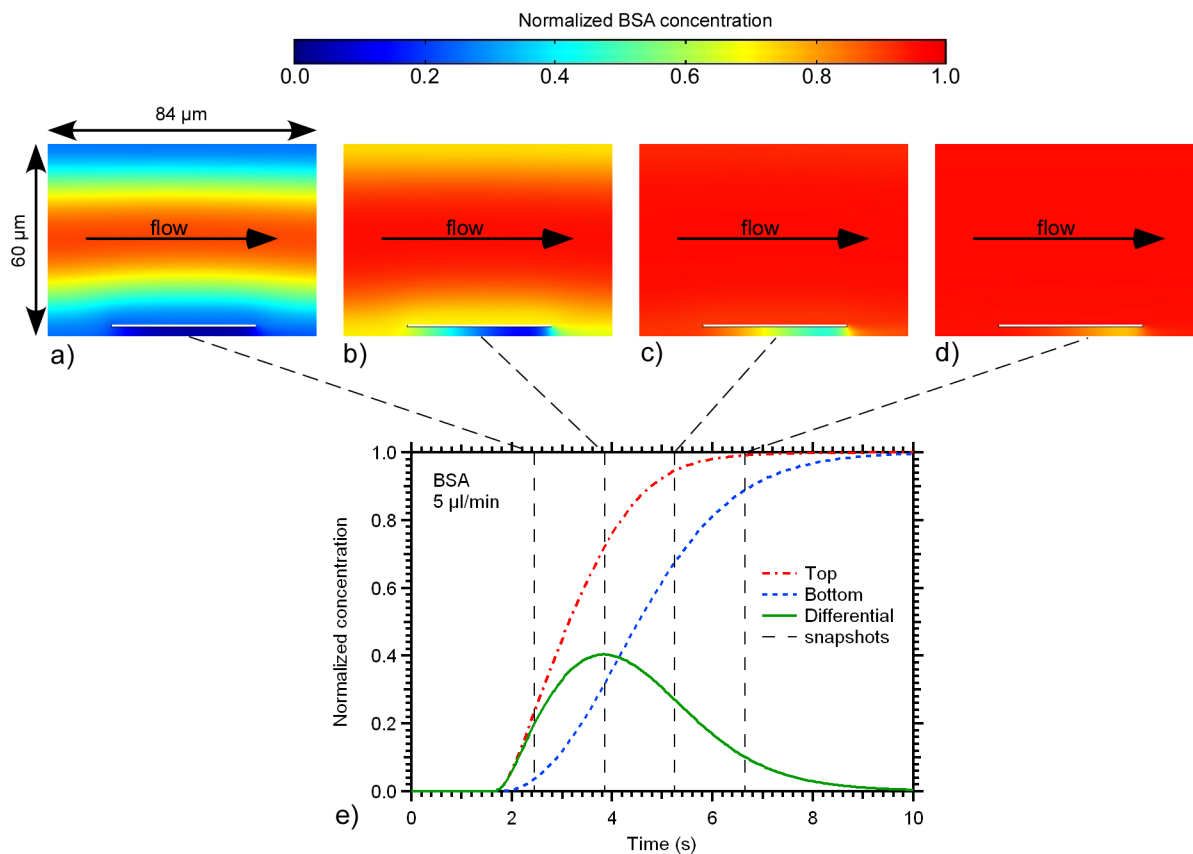 Normalized BSA concentration
0.0 0.2 0.4 0.6 0.8 1.0
84 µm
60 µm
flow
flow
flow
flow
a)
b)
c)
d)
1.0
0.8
0.6
0.4
0.2
0.0
Normalized concentration
BSA
5 µl/min
Top
Bottom
Differential
snapshots
e)
0 2 4 6 8 10
Time (s)